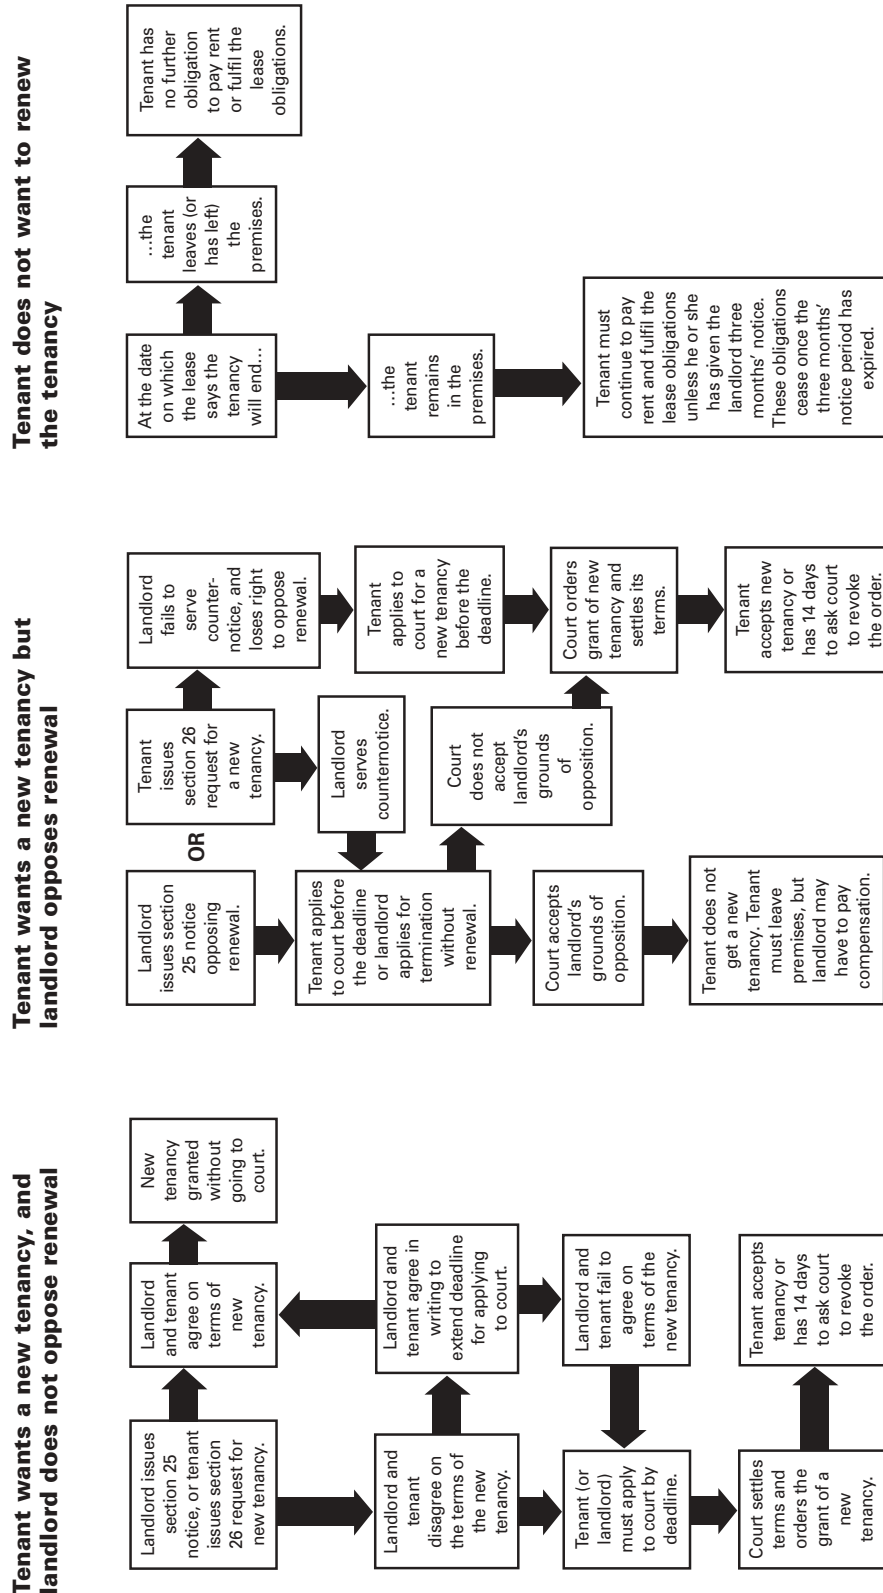 Tenant wants a new tenancy, and
landlord does not oppose renewal
Landlord issues
section 25
notice, or tenant
issues section
26 request for
new tenancy.
Landlord
and tenant
agree on
terms of
new
tenancy.
New
tenancy
granted
without
going to
court.
Landlord and
tenant
disagree on
the terms of
the new
tenancy.
Landlord and
tenant agree in
writing to
extend deadline
for applying
to court.
Tenant (or
landlord)
must apply
to court by
deadline.
Landlord and
tenant fail to
agree on
terms of the
new tenancy.
Court settles
terms and
orders the
grant of a
new
tenancy.
Tenant accepts
tenancy or
has 14 days
to ask court
to revoke
the order.
Tenant wants a new tenancy but
landlord opposes renewal
Landlord
issues section
25 notice
opposing
renewal.
OR
Tenant
issues
section 26
request for
a new
tenancy.
Landlord
fails to
serve
counter-
notice, and
loses right
to oppose
renewal.
Tenant applies
to court before
the deadline
or landlord
applies for
termination
without
renewal.
Landlord
serves
counternotice.
Tenant
applies to
court for a
new tenancy
before the
deadline.
Court accepts
landlord's
grounds of
opposition.
Court
does not
accept
landlord's
grounds
of
opposition.
Court orders
grant of new
tenancy and
settles its
terms.
Tenant does not
get a new
tenancy. Tenant
must leave
premises, but
landlord may
have to pay
compensation.
Tenant
accepts new
tenancy or
has 14 days
to ask court
to revoke
the order.
Tenant does not want to renew
the tenancy
At the date
on which
the lease
says the
tenancy
will end…
…the
tenant
leaves (or
has left)
the
premises.
Tenant has
no further
obligation
to pay rent
or fulfil the
lease
obligations.
…the
tenant
remains
in the
premises.
Tenant must
continue to pay
rent and fulfil the
lease obligations
unless he or she
has given the
landlord three
months' notice.
These obligations
cease once the
three months'
notice period has
expired.